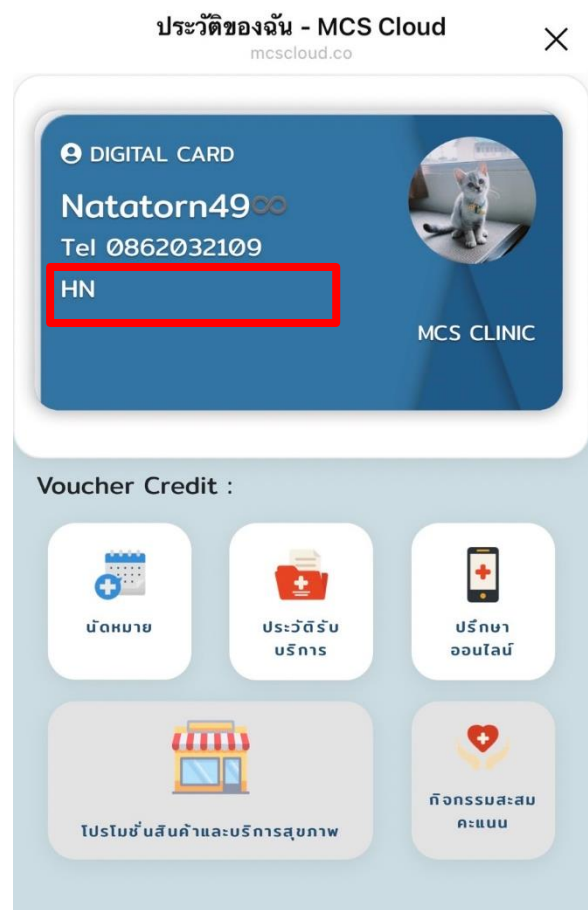 ประวัติของฉัน - MCS Cloud
mcscloud.co
DIGITAL CARD
Natatorn49∞
Tel 0862032109
HN
MCS CLINIC
Voucher Credit :
นัดหมาย
ประวัติรับ
บริการ
ปรึกษา
ออนไลน์
โปรโมชั่นสินค้าและบริการสุขภาพ
กิจกรรมสะสม
คะแนน